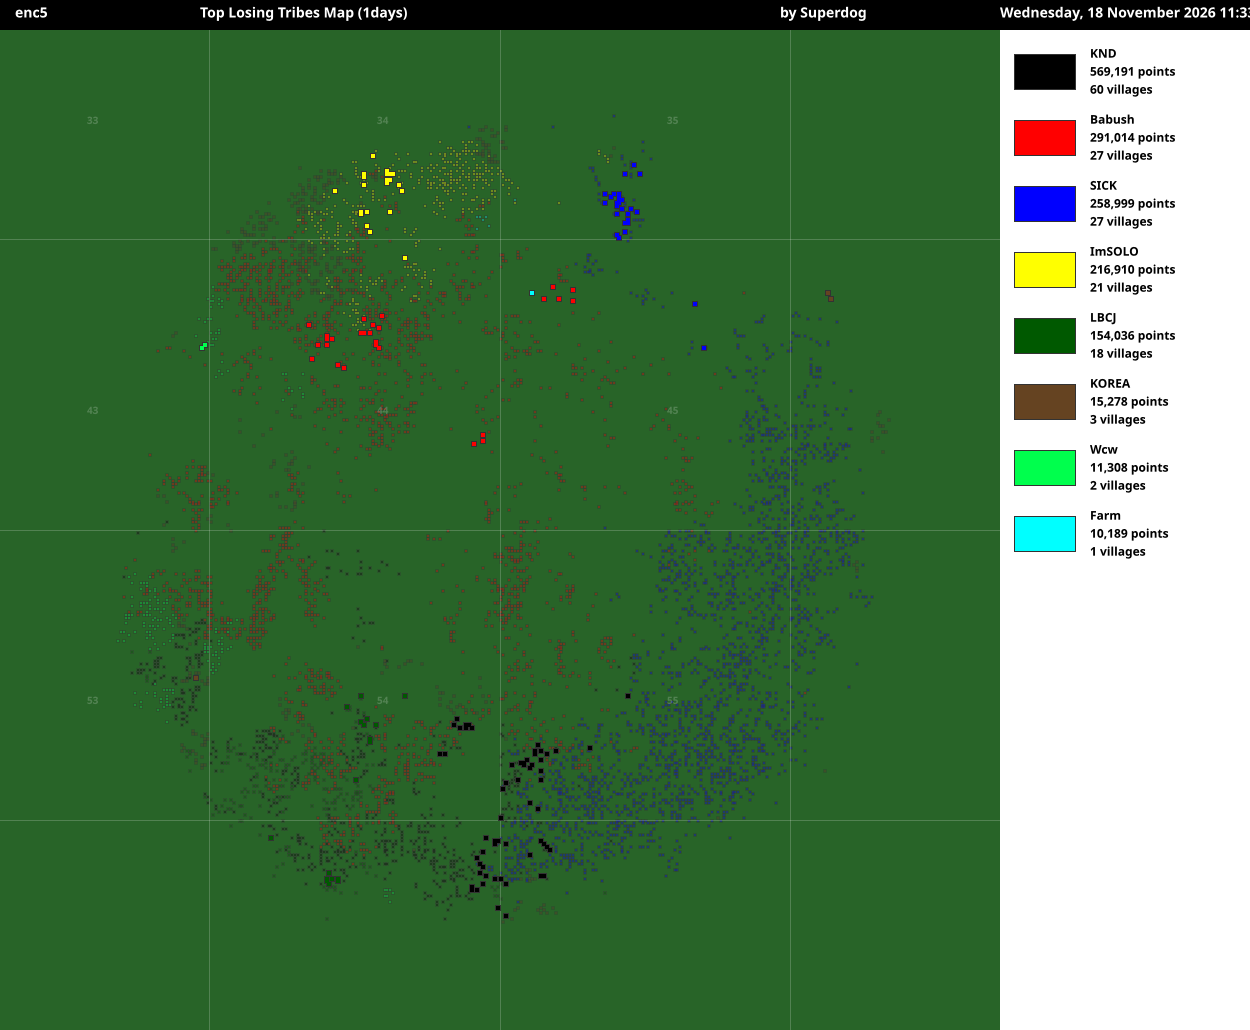 enc5 Top Losing Tribes Map (1days) by Superdog Wednesday, 18 November 2026
KND
569,191 points
60 villages
Babush
291,014 points
27 villages
SICK
258,999 points
27 villages
ImSOLO
216,910 points
21 villages
LBCJ
154,036 points
18 villages
KOREA
15,278 points
3 villages
Wcw
11,308 points
2 villages
Farm
10,189 points
1 villages
33 34 35
43 44 45
53 54 55